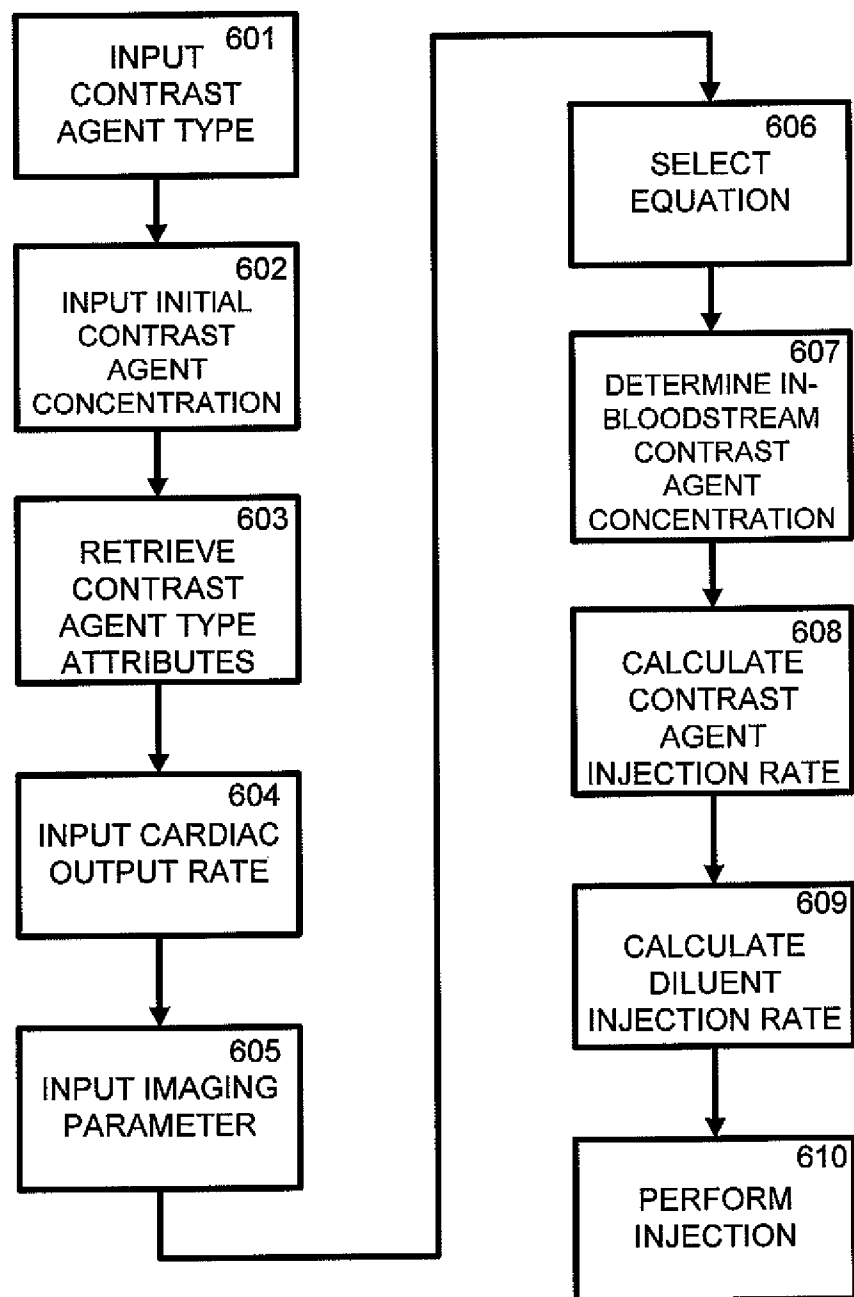 601
INPUT
CONTRAST
AGENT TYPE
602
INPUT INITIAL
CONTRAST
AGENT
CONCENTRATION
603
RETRIEVE
CONTRAST
AGENT TYPE
ATTRIBUTES
604
INPUT CARDIAC
OUTPUT RATE
605
INPUT IMAGING
PARAMETER
606
SELECT
EQUATION
607
DETERMINE IN-
BLOODSTREAM
CONTRAST
AGENT
CONCENTRATION
608
CALCULATE
CONTRAST
AGENT
INJECTION RATE
609
CALCULATE
DILUENT
INJECTION RATE
610
PERFORM
INJECTION